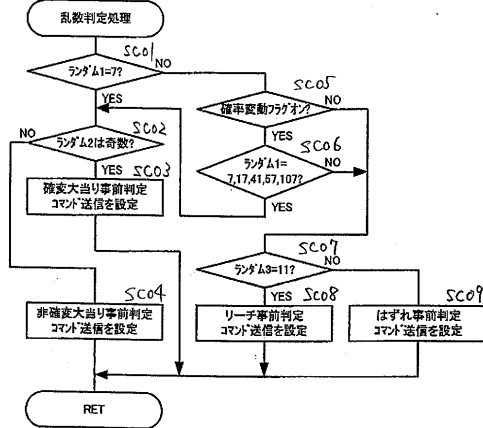 乱数判定処理
SC01
ランダム1=7?
NO
YES
SC05
確率変動フラグオン?
NO
YES
SC02
NO
ランダム2は奇数?
YES
SC06
ランダム1=
7,17,41,57,107?
NO
YES
SC03
確変大当り事前判定
コマンド送信を設定
SC07
ランダム3=11?
NO
YES
SC04
非確変大当り事前判定
コマンド送信を設定
SC08
リーチ事前判定
コマンド送信を設定
SC09
はずれ事前判定
コマンド送信を設定
RET